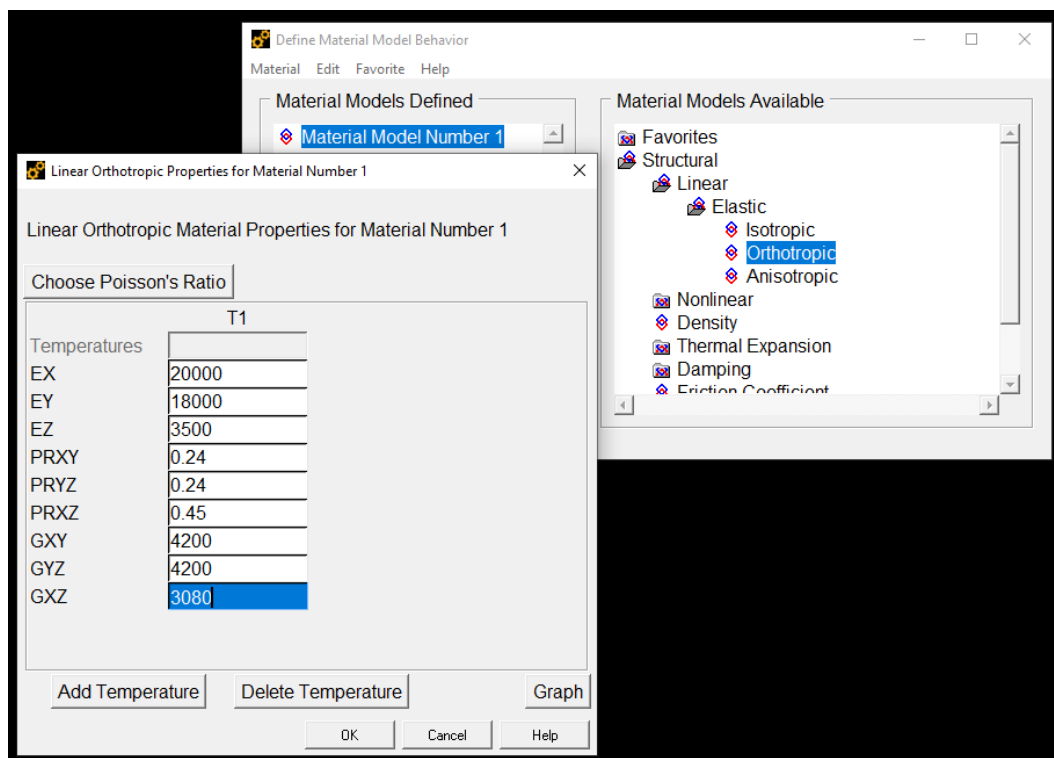 Define Material Model Behavior
Material Edit Favorite Help
Material Models Defined
Material Model Number 1
Material Models Available
Favorites
Structural
Linear
Elastic
Isotropic
Orthotropic
Anisotropic
Nonlinear
Density
Thermal Expansion
Damping
Friction Coefficient
Linear Orthotropic Properties for Material Number 1
Linear Orthotropic Material Properties for Material Number 1
Choose Poisson's Ratio
T1
Temperatures
EX 20000
EY 18000
EZ 3500
PRXY 0.24
PRYZ 0.24
PRXZ 0.45
GXY 4200
GYZ 4200
GXZ 3080
Add Temperature Delete Temperature Graph
OK Cancel Help